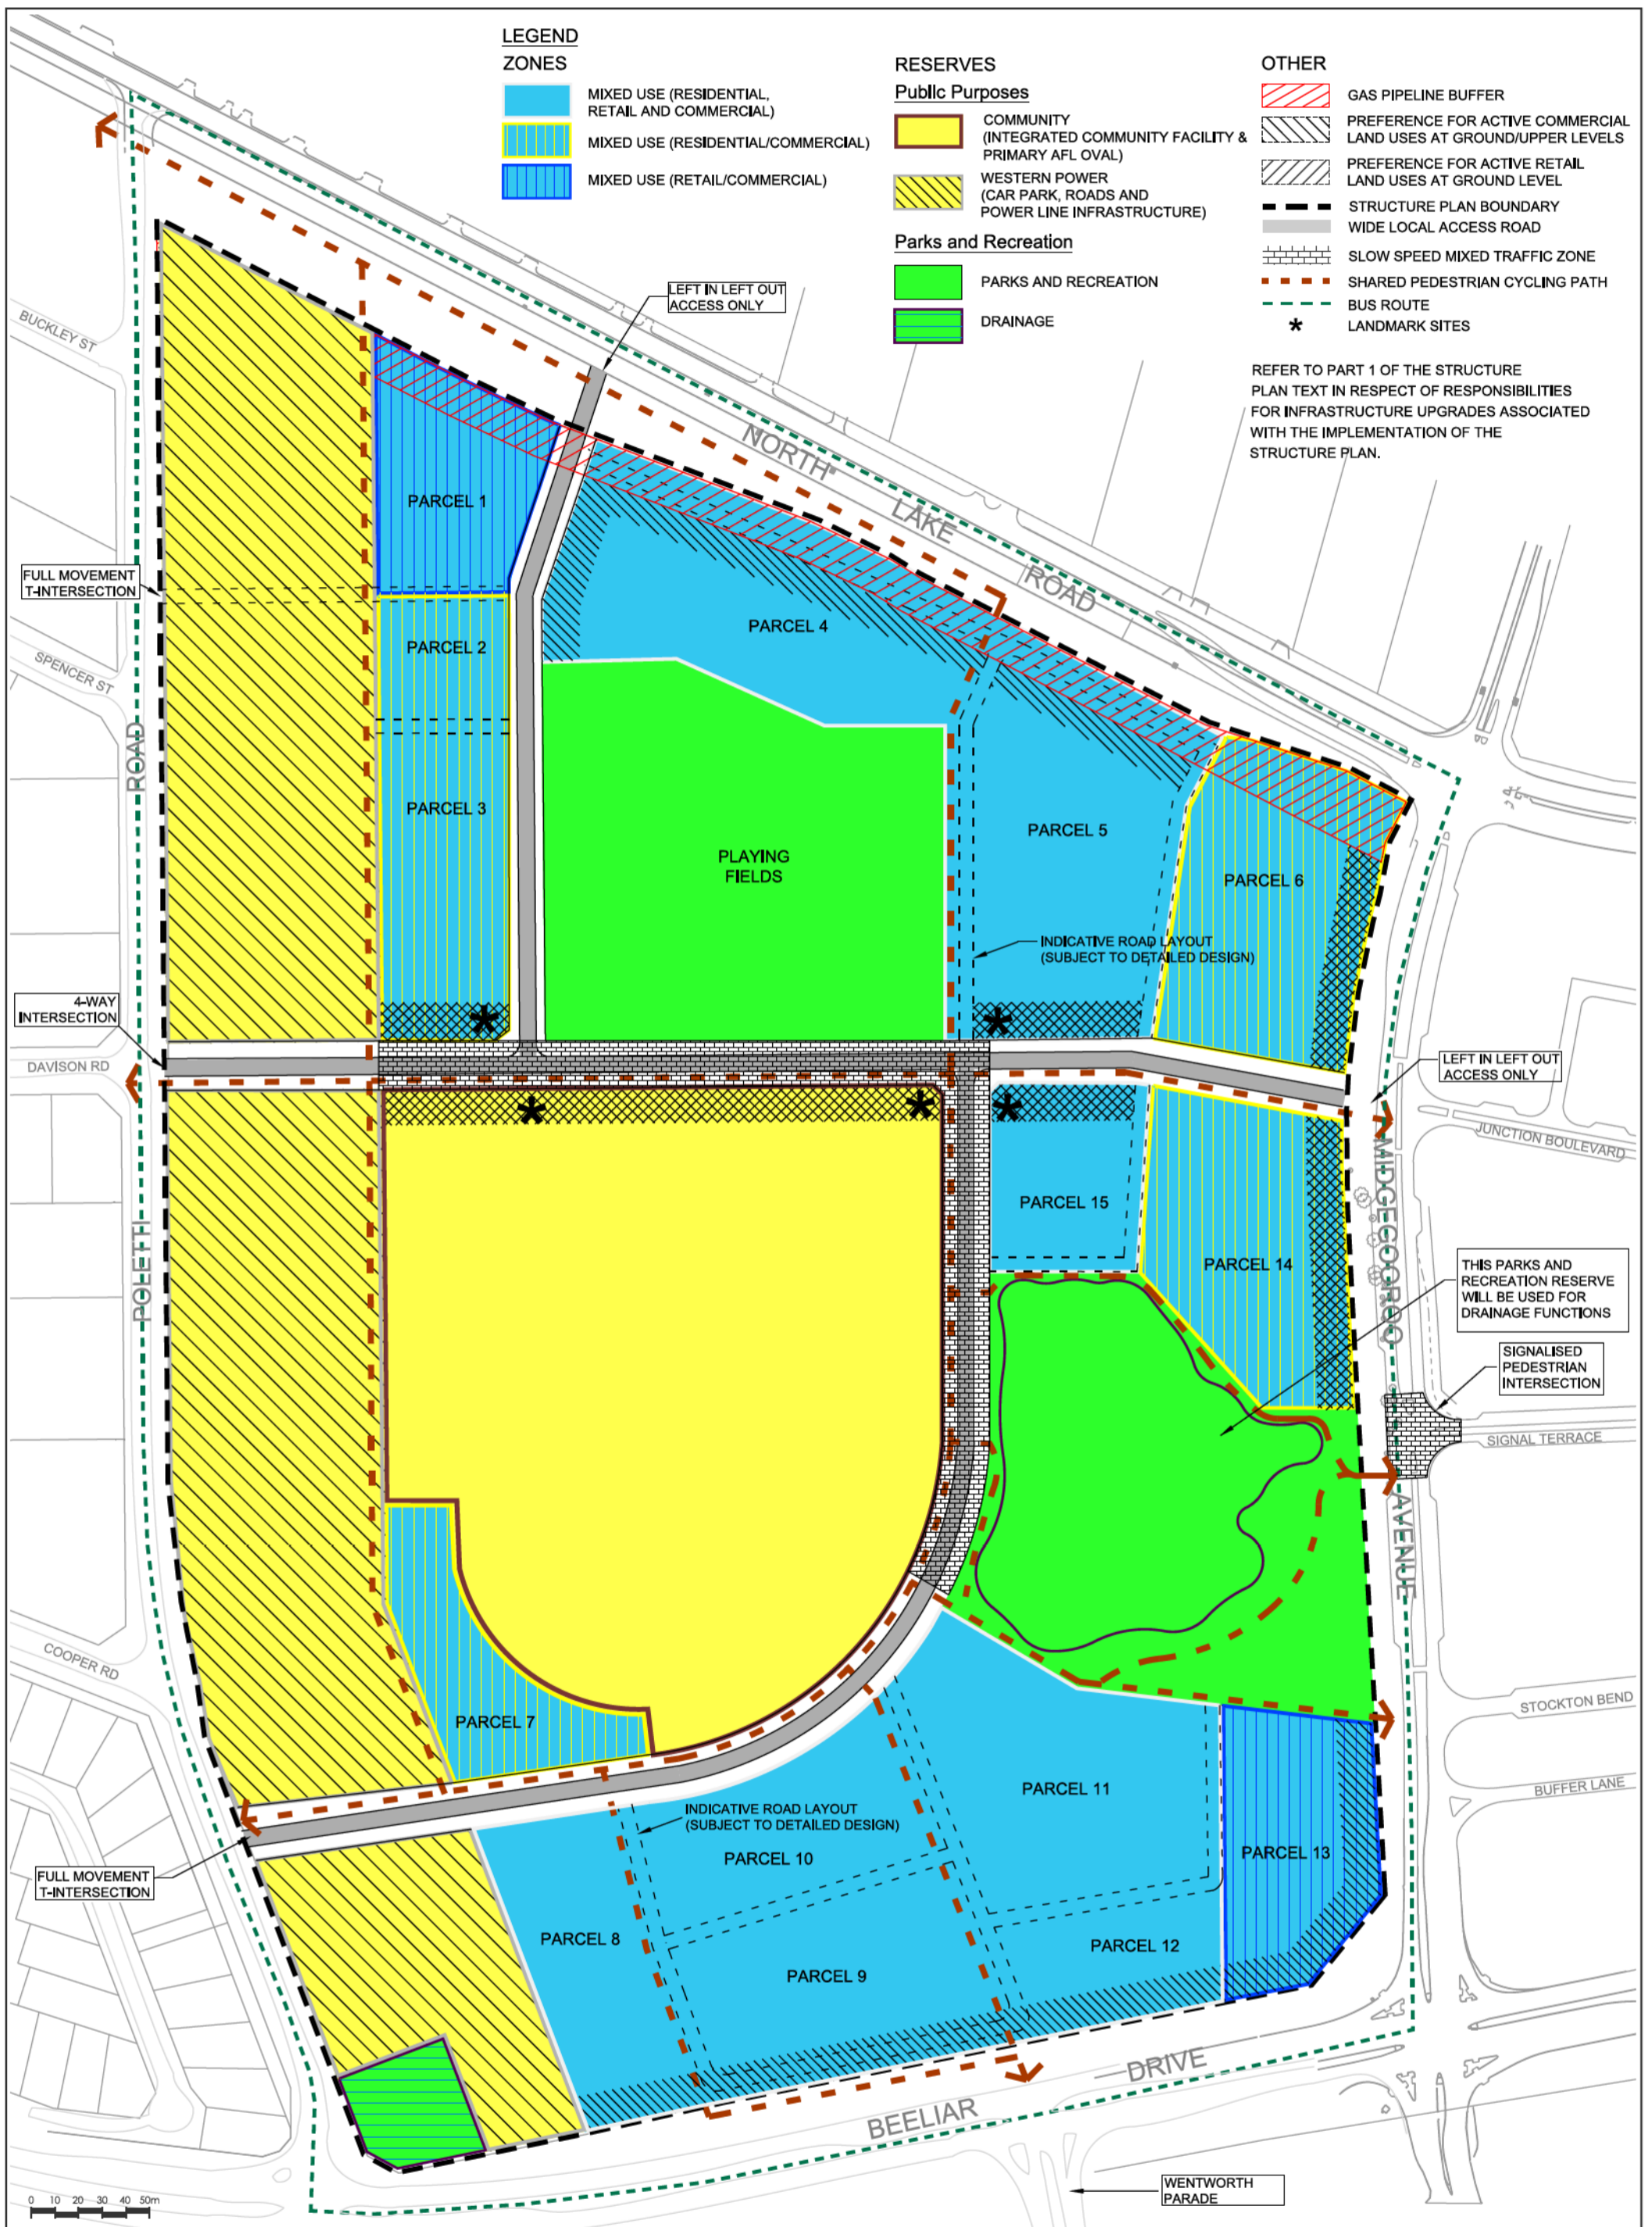 LEGEND
ZONES
MIXED USE (RESIDENTIAL,
RETAIL AND COMMERCIAL)
MIXED USE (RESIDENTIAL/COMMERCIAL)
MIXED USE (RETAIL/COMMERCIAL)
RESERVES
Public Purposes
COMMUNITY
(INTEGRATED COMMUNITY FACILITY &
PRIMARY AFL OVAL)
WESTERN POWER
(CAR PARK, ROADS AND
POWER LINE INFRASTRUCTURE)
Parks and Recreation
PARKS AND RECREATION
DRAINAGE
OTHER
GAS PIPELINE BUFFER
PREFERENCE FOR ACTIVE COMMERCIAL
LAND USES AT GROUND/UPPER LEVELS
PREFERENCE FOR ACTIVE RETAIL
LAND USES AT GROUND LEVEL
STRUCTURE PLAN BOUNDARY
WIDE LOCAL ACCESS ROAD
SLOW SPEED MIXED TRAFFIC ZONE
SHARED PEDESTRIAN CYCLING PATH
BUS ROUTE
* LANDMARK SITES
REFER TO PART 1 OF THE STRUCTURE
PLAN TEXT IN RESPECT OF RESPONSIBILITIES
FOR INFRASTRUCTURE UPGRADES ASSOCIATED
WITH THE IMPLEMENTATION OF THE
STRUCTURE PLAN.
LEFT IN LEFT OUT
ACCESS ONLY
BUCKLEY ST
NORTH LAKE ROAD
PARCEL 1
FULL MOVEMENT
T-INTERSECTION
PARCEL 2
PARCEL 4
SPENCER ST
PARCEL 3
PARCEL 5
PLAYING
FIELDS
PARCEL 6
INDICATIVE ROAD LAYOUT
(SUBJECT TO DETAILED DESIGN)
4-WAY
INTERSECTION
DAVISON RD
LEFT IN LEFT OUT
ACCESS ONLY
JUNCTION BOULEVARD
POLETTI ROAD
MIDGEGOOROO AVENUE
PARCEL 15
PARCEL 14
THIS PARKS AND
RECREATION RESERVE
WILL BE USED FOR
DRAINAGE FUNCTIONS
SIGNALISED
PEDESTRIAN
INTERSECTION
SIGNAL TERRACE
COOPER RD
STOCKTON BEND
PARCEL 7
BUFFER LANE
PARCEL 11
INDICATIVE ROAD LAYOUT
(SUBJECT TO DETAILED DESIGN)
PARCEL 10
PARCEL 13
FULL MOVEMENT
T-INTERSECTION
PARCEL 8
PARCEL 12
PARCEL 9
BEELIAR DRIVE
WENTWORTH
PARADE
0 10 20 30 40 50m